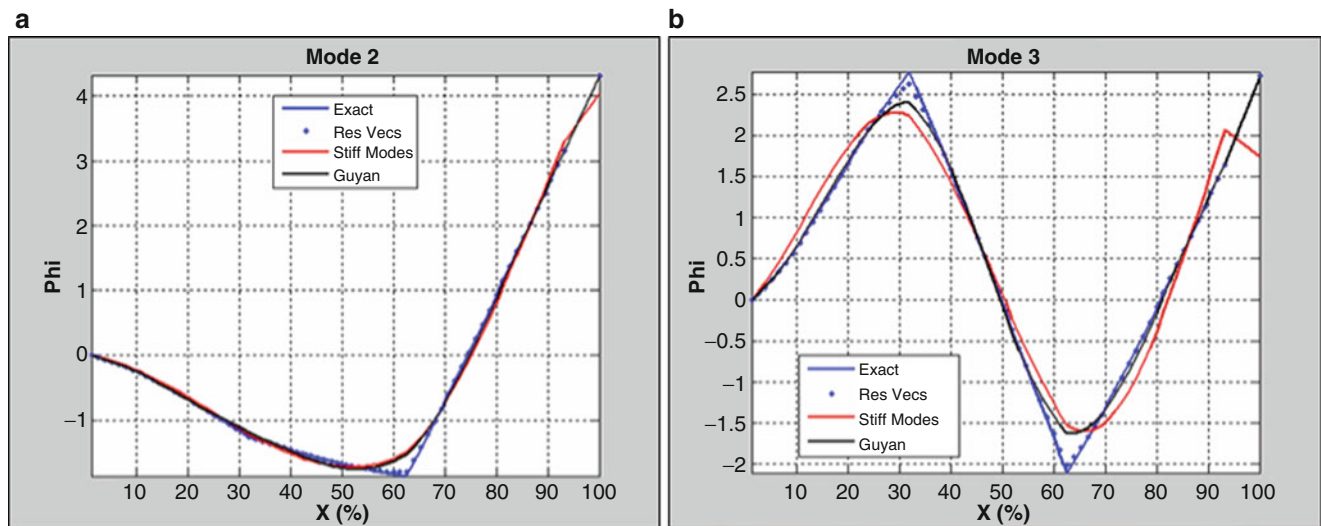 a
Mode 2
4
3
2
1
0
−1
Phi
Exact
Res Vecs
Stiff Modes
Guyan
10 20 30 40 50 60 70 80 90 100
X (%)
b
Mode 3
2.5
2
1.5
1
0.5
0
−0.5
−1
−1.5
−2
Phi
Exact
Res Vecs
Stiff Modes
Guyan
10 20 30 40 50 60 70 80 90 100
X (%)